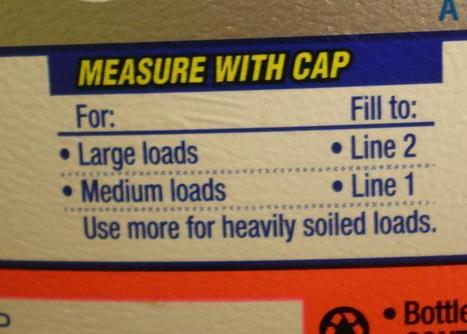 A
MEASURE WITH CAP
For: Fill to:
• Large loads • Line 2
• Medium loads • Line 1
Use more for heavily soiled loads.
• Bottle